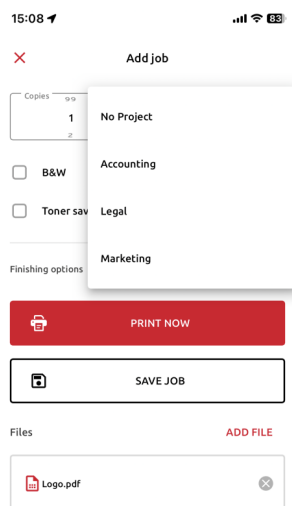 15:08
83
Add job
Copies
99
1
2
No Project
Accounting
Legal
Marketing
B&W
Toner sav
Finishing options
PRINT NOW
SAVE JOB
Files
ADD FILE
Logo.pdf